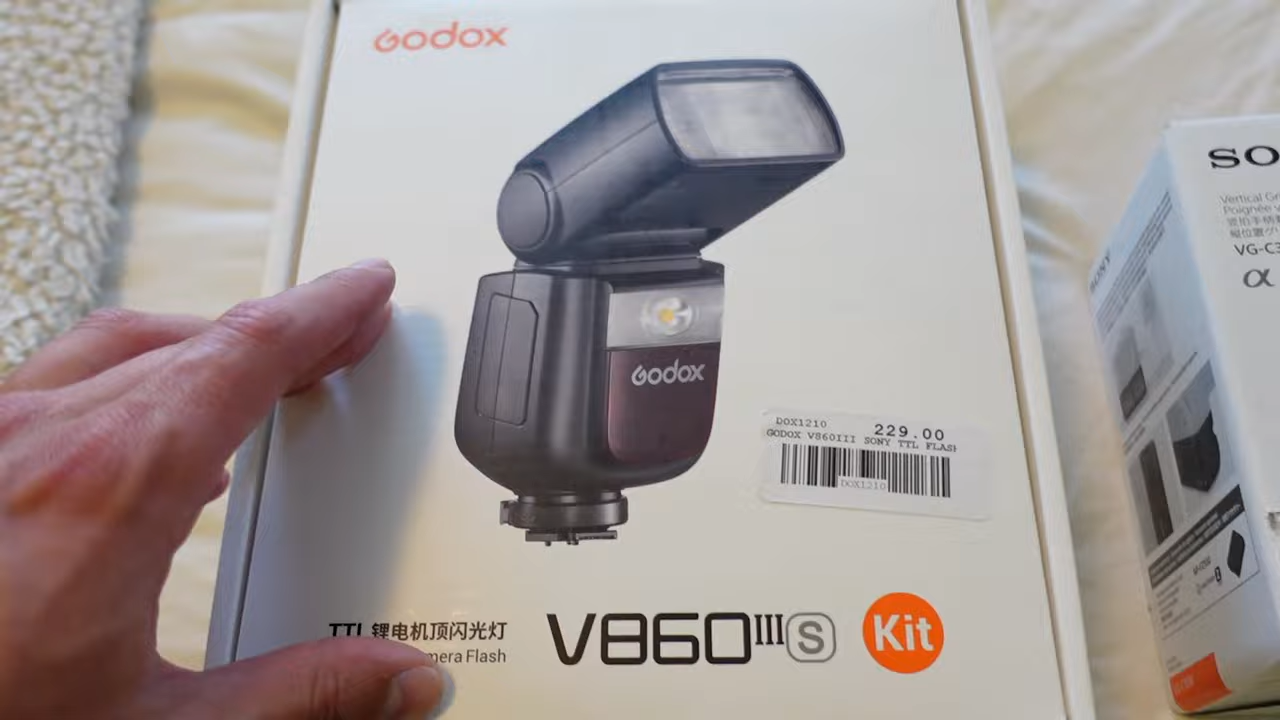 Godox
Godox
DOX1210 229.00
GODOX V860III SONY TTL FLASH
DOX1210
TTL 锂电机顶闪光灯
mera Flash
V860III S Kit
SO
Vertical Gr
Poignée v
VG-C3
α
SONY